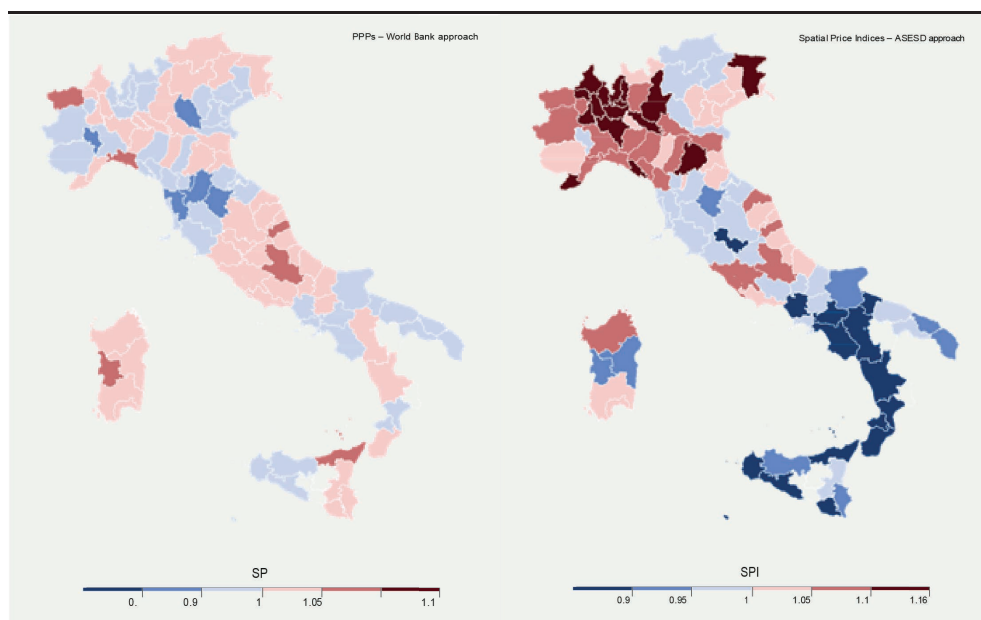 PPPs – World Bank approach
Spatial Price Indices – ASESD approach
SP
0. 0.9 1 1.05 1.1
SPI
0.9 0.95 1 1.05 1.1 1.16